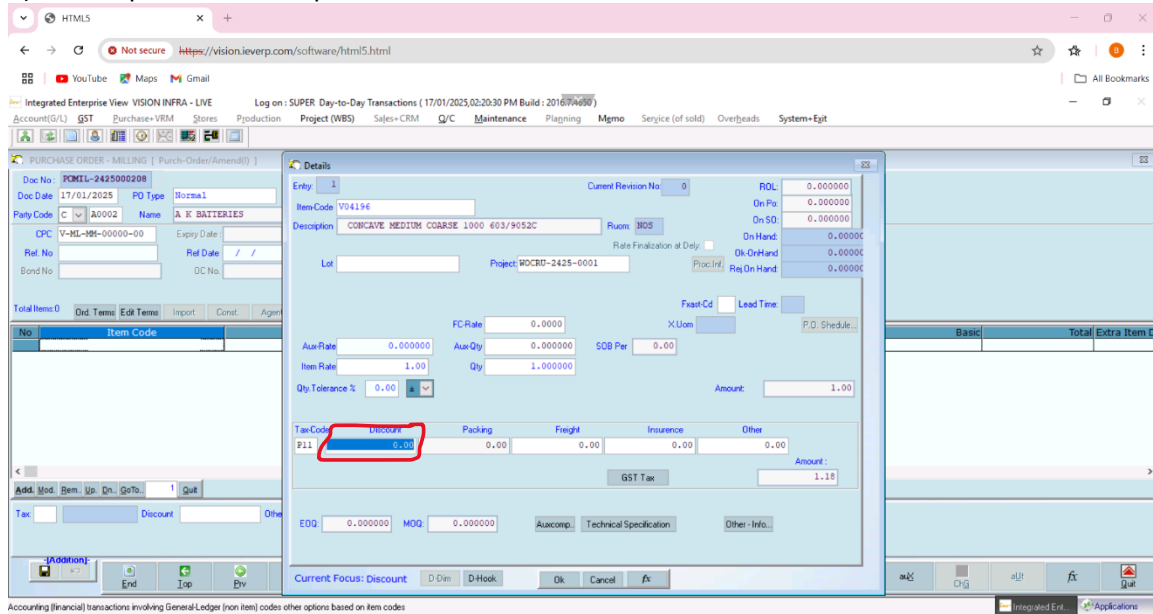 HTML5
Not secure https://vision.ieverp.com/software/html5.html
B
YouTube Maps Gmail All Bookmarks
Integrated Enterprise View VISION INFRA - LIVE Log on : SUPER Day-to-Day Transactions ( 17/01/2025,02:20:30 PM Build : 2016.7.4650 )
Account(G/L) GST Purchase+VRM Stores Production Project (WBS) Sales+CRM Q/C Maintenance Planning Memo Service (of sold) Overheads System+Exit
PURCHASE ORDER - MILLING [ Purch-Order/Amend(I) ]
Doc No : POMIL-2425000208
Doc Date 17/01/2025 PO Type Normal
Party Code C A0002 Name A K BATTERIES
CPC V-ML-MM-00000-00 Expiry Date :
Ref. No Ref Date / /
Bond No OC No.
Total Items:0 Ord. Terms Edit Terms Import Const. Agent
No Item Code Basic Total Extra Item D
Details
Entry: 1 Current Revision No: 0 ROL: 0.000000
Item-Code V04196 On Po: 0.000000
Description CONCAVE MEDIUM COARSE 1000 603/9052C Ruom: NOS On SO: 0.000000
Rate Finalization at Dely. On Hand: 0.00000
Ok-OnHand 0.00000
Lot Project: WOCRU-2425-0001 Proc.Inf. Rej.On Hand: 0.00000
Fxast-Cd Lead Time:
FC-Rate 0.0000 X.Uom P.O. Shedule...
Aux-Rate 0.000000 Aux-Qty 0.000000 SOB Per 0.00
Item Rate 1.00 Qty 1.000000
Qty.Tolerance % 0.00 ± Amount: 1.00
Tax-Code Discount Packing Freight Insurence Other
P11 0.00 0.00 0.00 0.00 0.00
Amount :
GST Tax 1.18
EOQ: 0.000000 MOQ: 0.000000 Auxcomp.. Technical Specification Other - Info...
Current Focus: Discount D-Dim D-Hook Ok Cancel fx
Add. Mod. Rem.. Up. Dn.. GoTo.. 1 Quit
Tax: Discount Othe
-[Addition]-
End Top Prv auX CHG aUt fx Quit
Accounting (financial) transactions involving General-Ledger (non item) codes other options based on item codes Integrated Ent... Applications